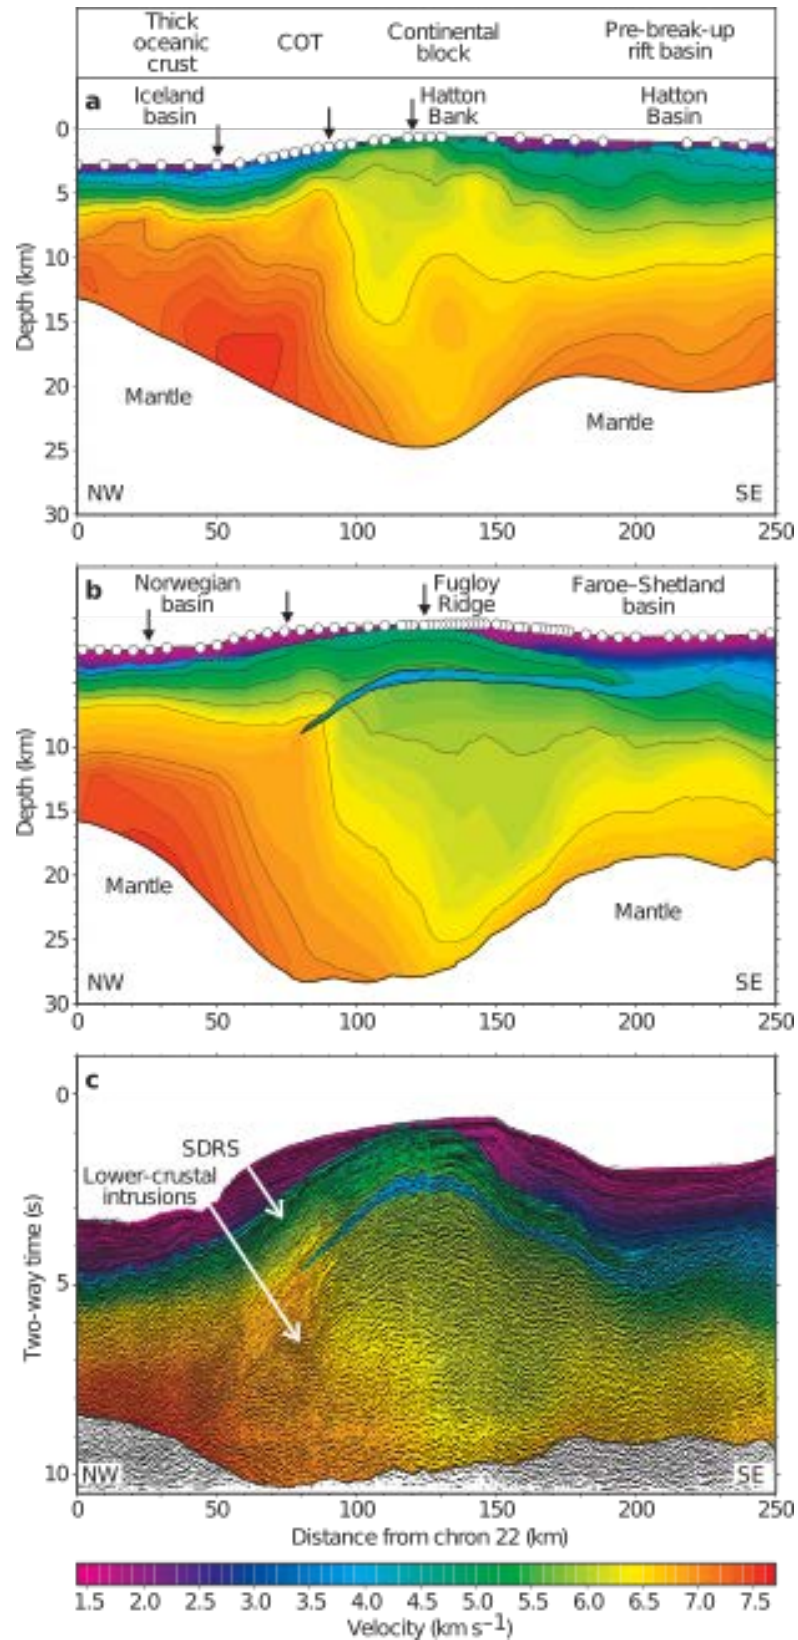 Thick
oceanic
crust
COT
Continental
block
Pre-break-up
rift basin
a
Iceland
basin
Hatton
Bank
Hatton
Basin
0
5
10
15
20
25
30
Depth (km)
Mantle
Mantle
NW
SE
0 50 100 150 200 250
b
Norwegian
basin
Fugloy
Ridge
Faroe–Shetland
basin
10
15
20
25
30
Depth (km)
Mantle
Mantle
NW
SE
0 50 100 150 200 250
c
0
5
10
Two-way time (s)
SDRS
Lower-crustal
intrusions
NW
SE
0 50 100 150 200 250
Distance from chron 22 (km)
1.5 2.0 2.5 3.0 3.5 4.0 4.5 5.0 5.5 6.0 6.5 7.0 7.5
Velocity (km s⁻¹)